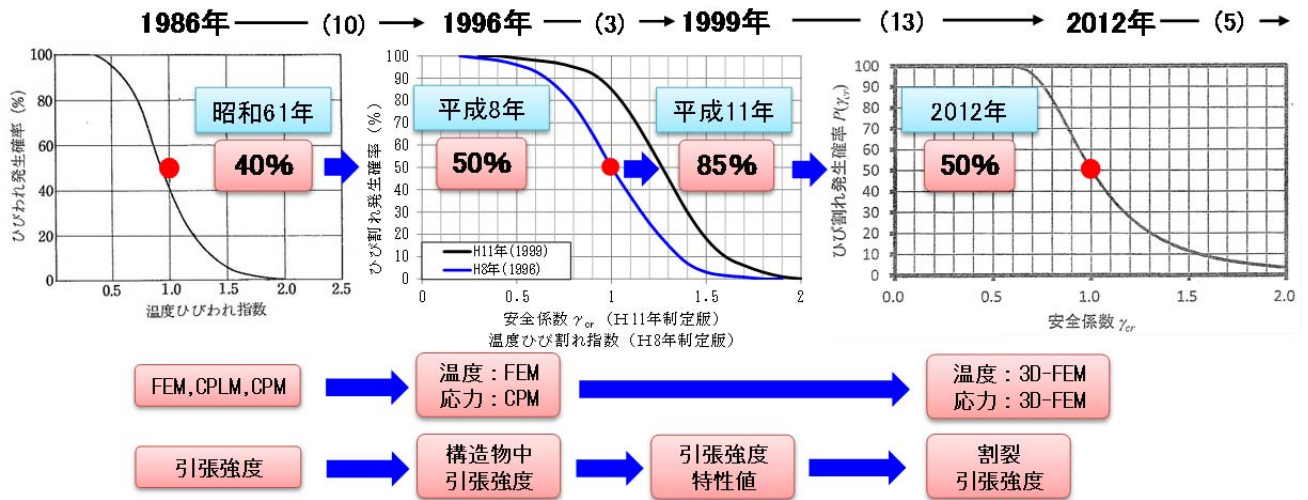 1986年 (10) 1996年 (3) 1999年 (13) 2012年 (5)
ひびわれ発生確率 (%)
100
80
60
40
20
0
0.5 1.0 1.5 2.0 2.5
温度ひびわれ指数
昭和61年
40%
ひび割れ発生確率 (%)
100
90
80
70
60
50
40
30
20
10
0
0 0.5 1 1.5 2
H11年(1999)
H8年(1996)
安全係数 γcr (H11年制定版)
温度ひび割れ指数 (H8年制定版)
平成8年
50%
平成11年
85%
ひび割れ発生確率 P(γcr)
100
90
80
70
60
50
40
30
20
10
0
0.0 0.5 1.0 1.5 2.0
安全係数 γcr
2012年
50%
FEM,CPLM,CPM
温度：FEM
応力：CPM
温度：3D-FEM
応力：3D-FEM
引張強度
構造物中
引張強度
引張強度
特性値
割裂
引張強度